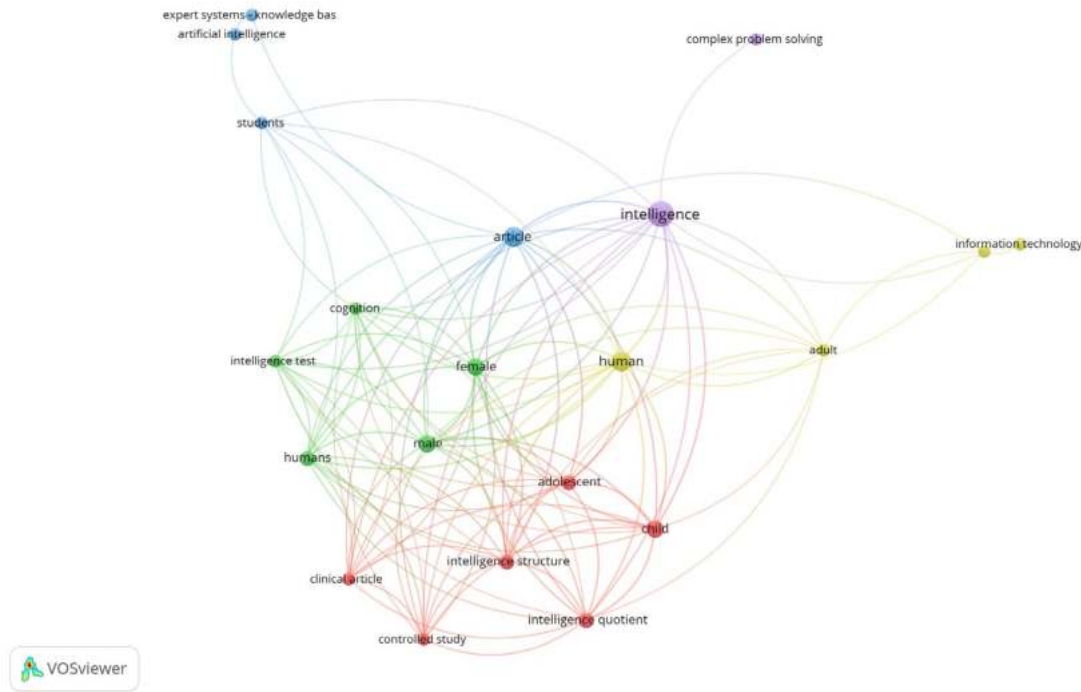 expert systems - knowledge bas
artificial intelligence
complex problem solving
students
intelligence
article
information technology
cognition
intelligence test
female
human
adult
male
humans
adolescent
child
intelligence structure
clinical article
intelligence quotient
controlled study
VOSviewer